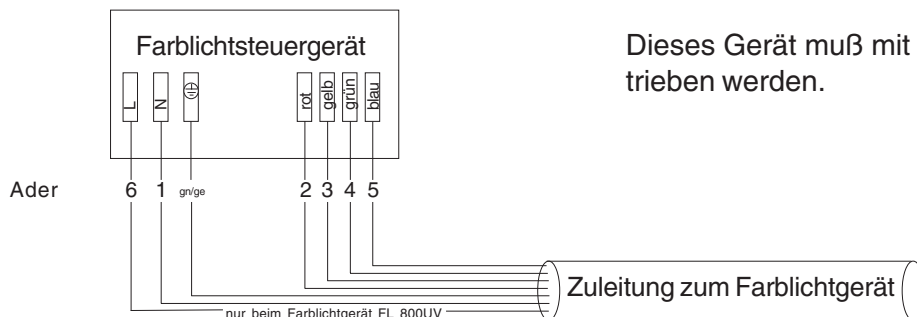 Farblichtsteuergerät
Dieses Gerät muß mit
trieben werden.
L N rot gelb grün blau
Ader 6 1 gn/ge 2 3 4 5
Zuleitung zum Farblichtgerät
nur beim Farblichtgerät FL 800UV